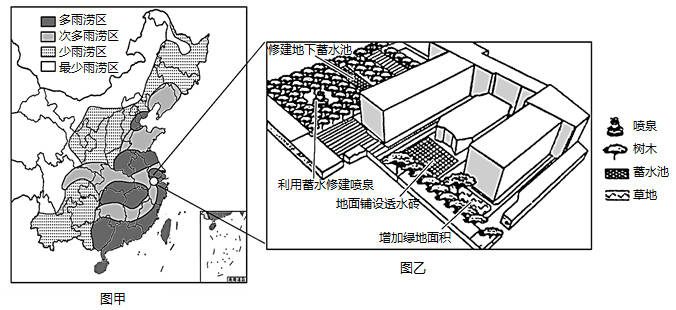 多雨涝区
次多雨涝区
少雨涝区
最少雨涝区
图甲
修建地下蓄水池
利用蓄水修建喷泉
地面铺设透水砖
增加绿地面积
图乙
喷泉
树木
蓄水池
草地